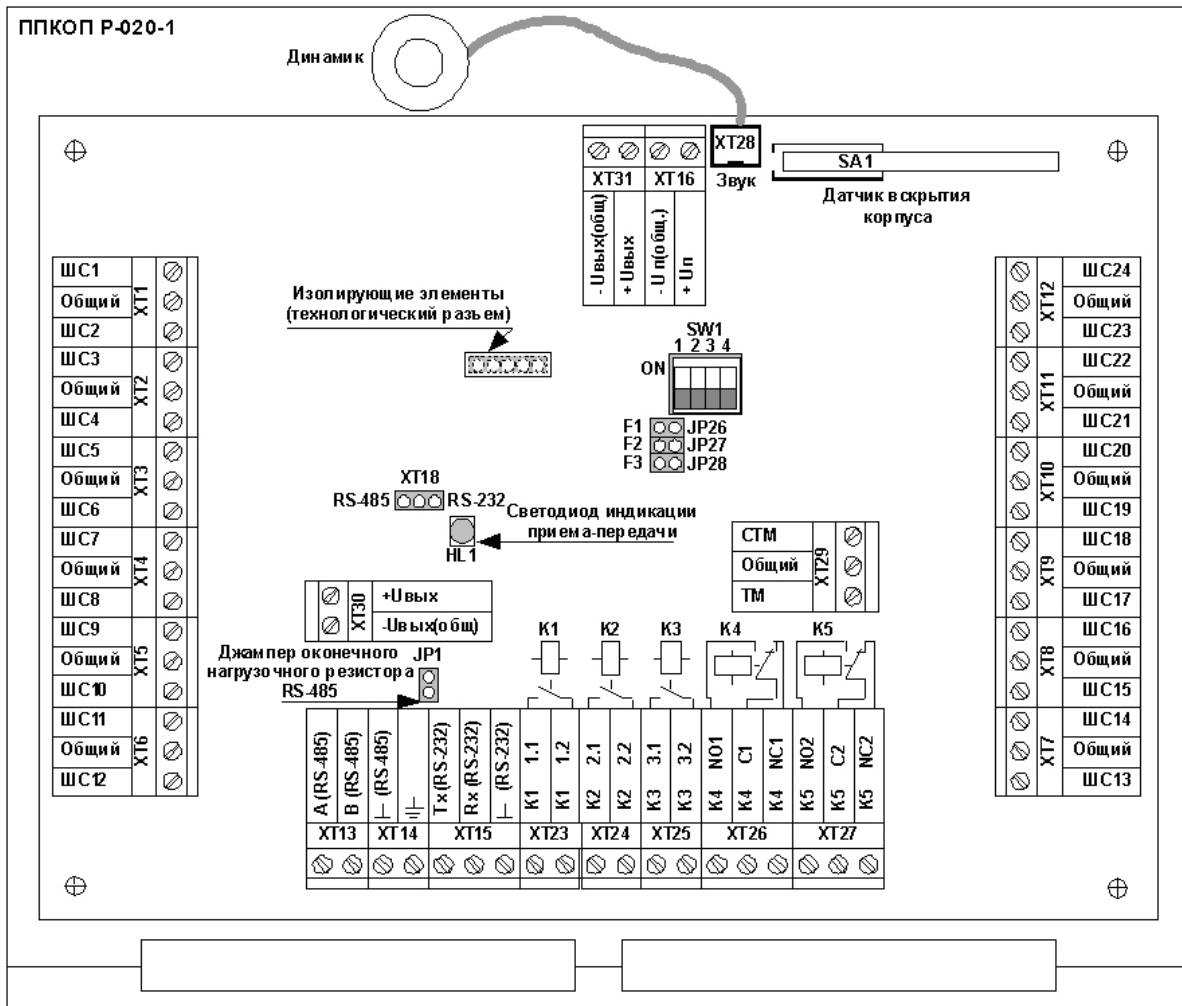 ППКОП Р-020-1
Динамик
XT28
Звук
SA1
Датчик вскрытия
корпуса
XT31 XT16
- Uвых(общ)
+ Uвых
- U п(общ.)
+ Uп
ШС1
Общий
ШС2
XT1
ШС3
Общий
ШС4
XT2
ШС5
Общий
ШС6
XT3
ШС7
Общий
ШС8
XT4
ШС9
Общий
ШС10
XT5
ШС11
Общий
ШС12
XT6
Изолирующие элементы
(технологический разъем)
SW1
1 2 3 4
ON
F1 JP26
F2 JP27
F3 JP28
XT18
RS-485 RS-232
Светодиод индикации
приема-передачи
HL1
СТМ
Общий
ТМ
XT29
XT30
+Uвых
-Uвых(общ)
Джампер оконечного
нагрузочного резистора
RS-485
JP1
K1 K2 K3 K4 K5
A (RS-485)
B (RS-485)
(RS-485)
Tx (RS-232)
Rx (RS-232)
(RS-232)
K1 1.1
K1 1.2
K2 2.1
K2 2.2
K3 3.1
K3 3.2
K4 NO1
K4 C1
K4 NC1
K5 NO2
K5 C2
K5 NC2
XT13 XT14 XT15 XT23 XT24 XT25 XT26 XT27
XT12
ШС24
Общий
ШС23
XT11
ШС22
Общий
ШС21
XT10
ШС20
Общий
ШС19
XT9
ШС18
Общий
ШС17
XT8
ШС16
Общий
ШС15
XT7
ШС14
Общий
ШС13